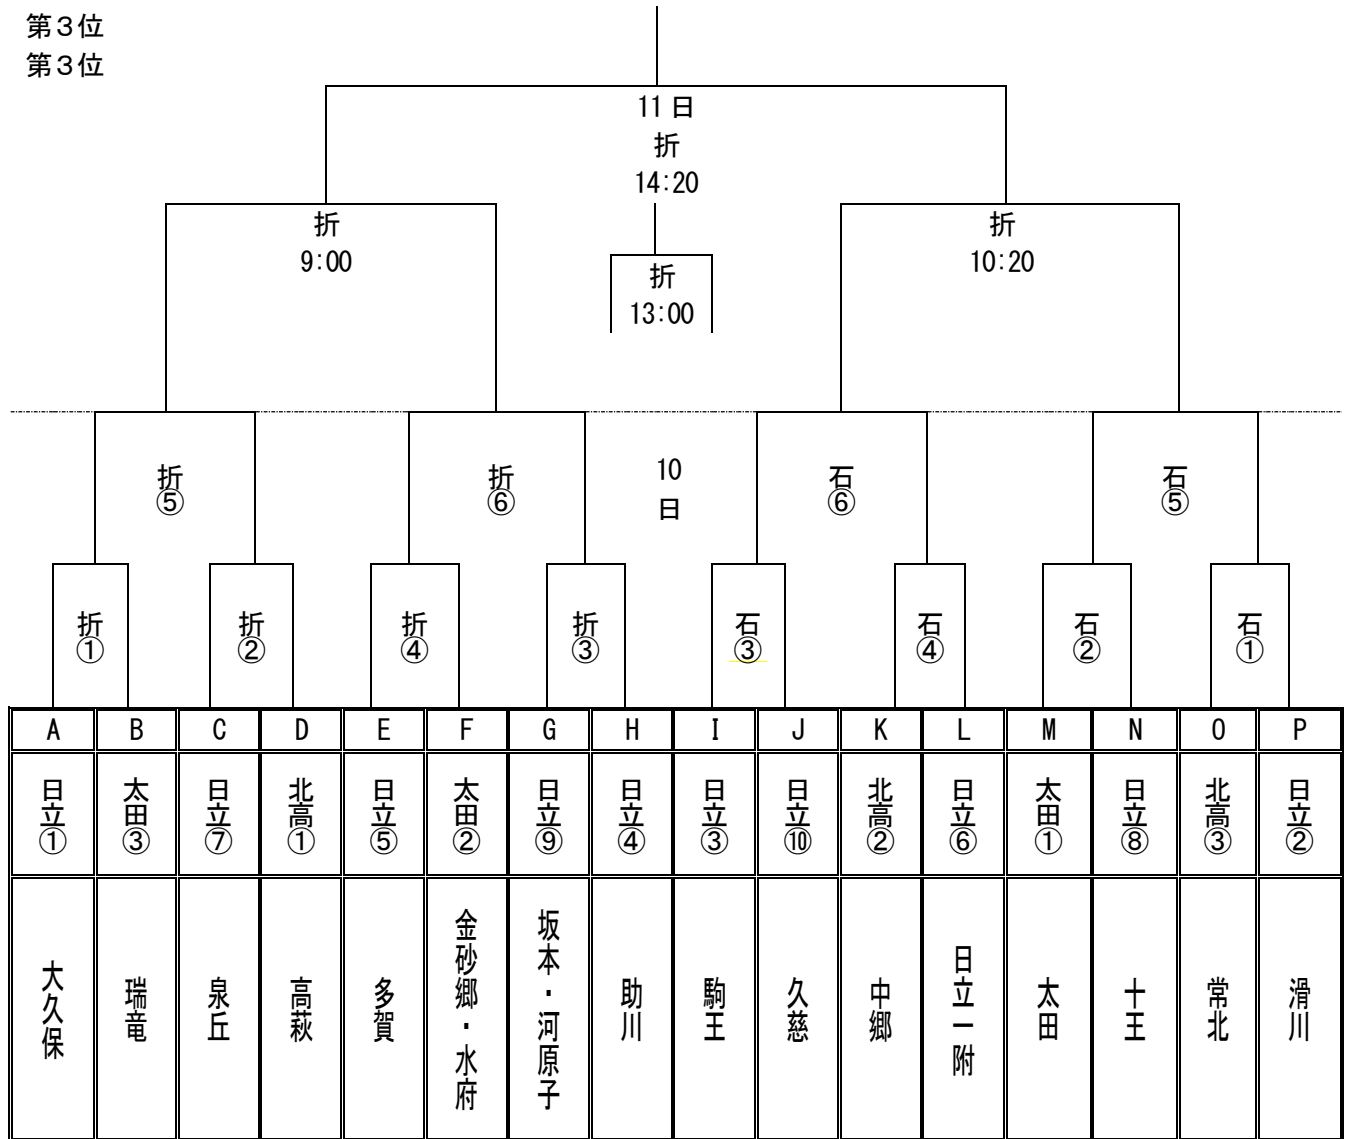 第３位
第３位
11 日
折
14:20
折
9:00
折
10:20
折
13:00
折
⑤
折
⑥
10
日
石
⑥
石
⑤
折
①
折
②
折
④
折
③
石
③
石
④
石
②
石
①
A B C D E F G H I J K L M N O P
日立① 太田③ 日立⑦ 北高① 日立⑤ 太田② 日立⑨ 日立④ 日立③ 日立⑩ 北高② 日立⑥ 太田① 日立⑧ 北高③ 日立②
大久保 瑞竜 泉丘 高萩 多賀 金砂郷・水府 坂本・河原子 助川 駒王 久慈 中郷 日立一附 太田 十王 常北 滑川